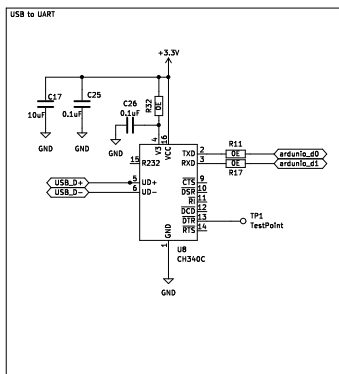 USB to UART
+3.3V
C17
10uF
C25
0.1uF
C26
0.1uF
R32
0E
GND
GND
GND
4
16
V3
VCC
15
R232
TXD
2
R11
0E
ardunio_d0
RXD
3
0E
ardunio_d1
R17
USB_D+
5
UD+
USB_D-
6
UD-
CTS
9
DSR
10
RI
11
DCD
12
DTR
13
RTS
14
TP1
TestPoint
GND
1
U8
CH340C
GND